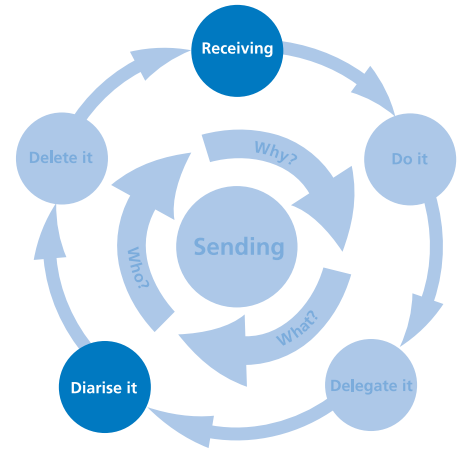 Receiving
Do it
Delegate it
Diarise it
Delete it
Why?
What?
Who?
Sending